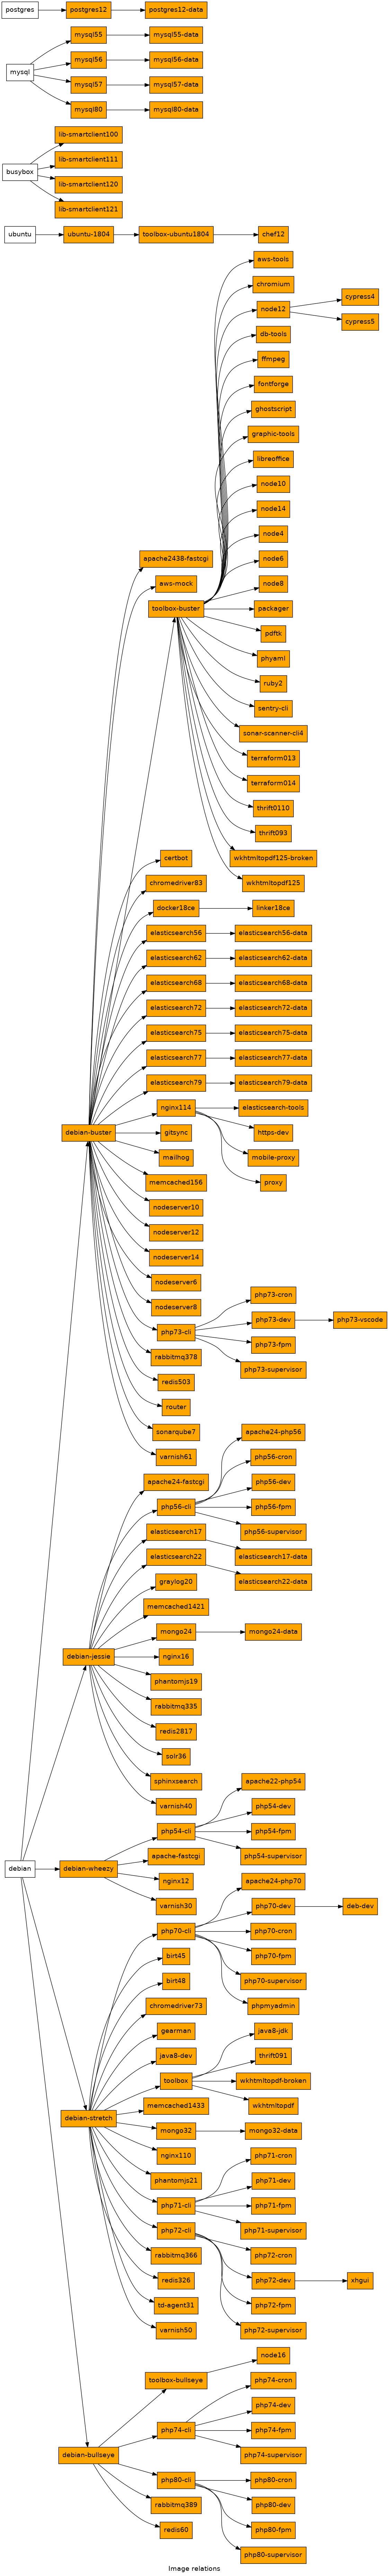 postgres
postgres12
postgres12-data
mysql
mysql55
mysql55-data
mysql56
mysql56-data
mysql57
mysql57-data
mysql80
mysql80-data
busybox
lib-smartclient100
lib-smartclient111
lib-smartclient120
lib-smartclient121
ubuntu
ubuntu-1804
toolbox-ubuntu1804
chef12
aws-tools
chromium
node12
cypress4
cypress5
db-tools
ffmpeg
fontforge
ghostscript
graphic-tools
libreoffice
node10
node14
node4
node6
node8
apache2438-fastcgi
aws-mock
toolbox-buster
packager
pdftk
phyaml
ruby2
sentry-cli
sonar-scanner-cli4
terraform013
terraform014
thrift0110
thrift093
wkhtmltopdf125-broken
wkhtmltopdf125
certbot
chromedriver83
docker18ce
linker18ce
elasticsearch56
elasticsearch56-data
elasticsearch62
elasticsearch62-data
elasticsearch68
elasticsearch68-data
elasticsearch72
elasticsearch72-data
elasticsearch75
elasticsearch75-data
elasticsearch77
elasticsearch77-data
elasticsearch79
elasticsearch79-data
nginx114
elasticsearch-tools
debian-buster
gitsync
https-dev
mailhog
mobile-proxy
memcached156
proxy
nodeserver10
nodeserver12
nodeserver14
nodeserver6
nodeserver8
php73-cli
php73-cron
php73-dev
php73-vscode
php73-fpm
php73-supervisor
rabbitmq378
redis503
router
sonarqube7
varnish61
apache24-fastcgi
php56-cli
apache24-php56
php56-cron
php56-dev
php56-fpm
php56-supervisor
elasticsearch17
elasticsearch17-data
elasticsearch22
elasticsearch22-data
graylog20
memcached1421
mongo24
mongo24-data
debian-jessie
nginx16
phantomjs19
rabbitmq335
redis2817
solr36
sphinxsearch
varnish40
php54-cli
apache22-php54
php54-dev
php54-fpm
php54-supervisor
debian
debian-wheezy
apache-fastcgi
nginx12
varnish30
php70-cli
apache24-php70
php70-dev
deb-dev
php70-cron
php70-fpm
php70-supervisor
phpmyadmin
birt45
birt48
chromedriver73
gearman
java8-dev
toolbox
java8-jdk
thrift091
wkhtmltopdf-broken
wkhtmltopdf
memcached1433
debian-stretch
mongo32
mongo32-data
nginx110
phantomjs21
php71-cli
php71-cron
php71-dev
php71-fpm
php71-supervisor
php72-cli
php72-cron
php72-dev
xhgui
php72-fpm
php72-supervisor
rabbitmq366
redis326
td-agent31
varnish50
toolbox-bullseye
node16
php74-cli
php74-cron
php74-dev
php74-fpm
php74-supervisor
debian-bullseye
php80-cli
php80-cron
php80-dev
php80-fpm
php80-supervisor
rabbitmq389
redis60
Image relations